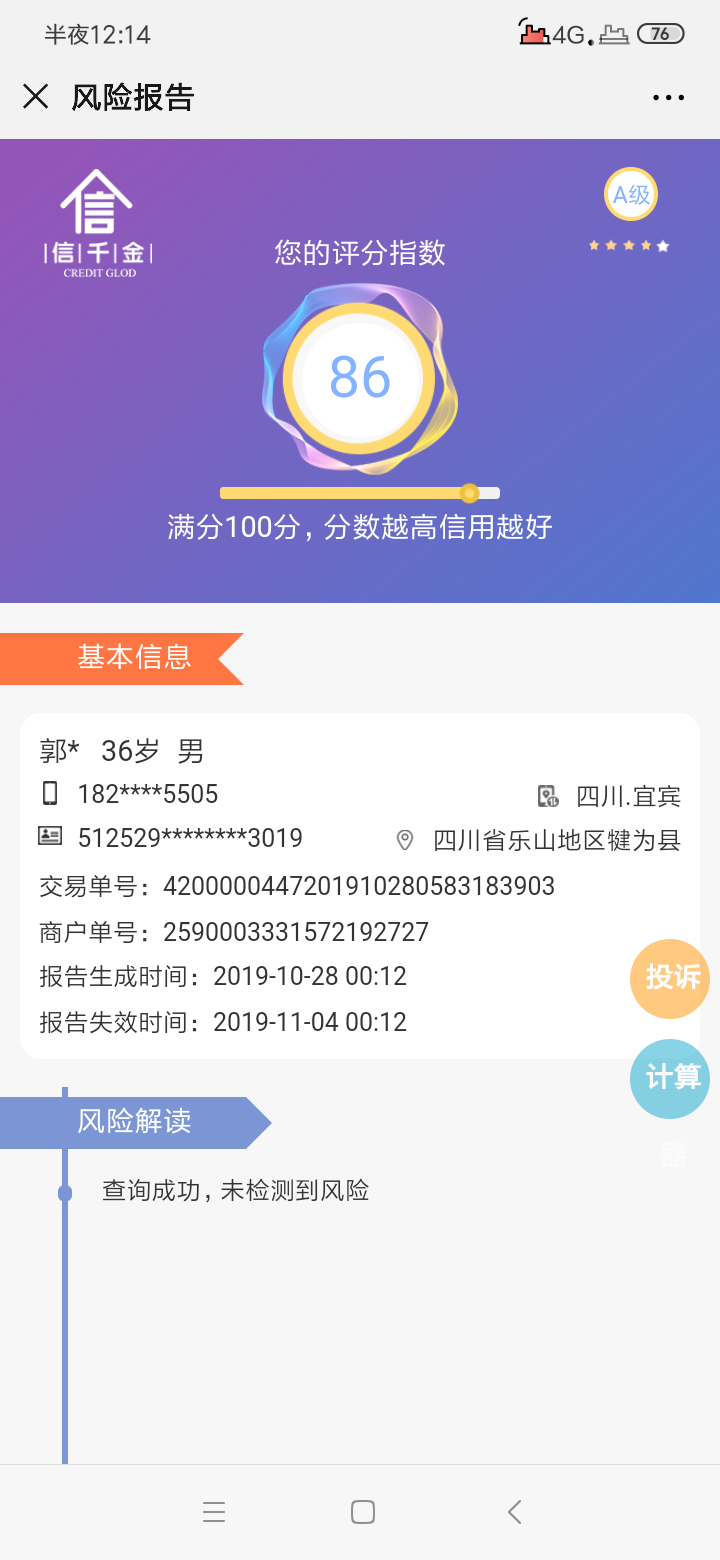 半夜12:14
4G
76
风险报告
信
|信|千|金|
CREDIT GLOD
A级
您的评分指数
86
满分100分，分数越高信用越好
基本信息
郭* 36岁 男
182****5505
四川.宜宾
512529********3019
四川省乐山地区犍为县
交易单号：4200000447201910280583183903
商户单号：2590003331572192727
报告生成时间：2019-10-28 00:12
报告失效时间：2019-11-04 00:12
投诉
计算
器
风险解读
查询成功，未检测到风险